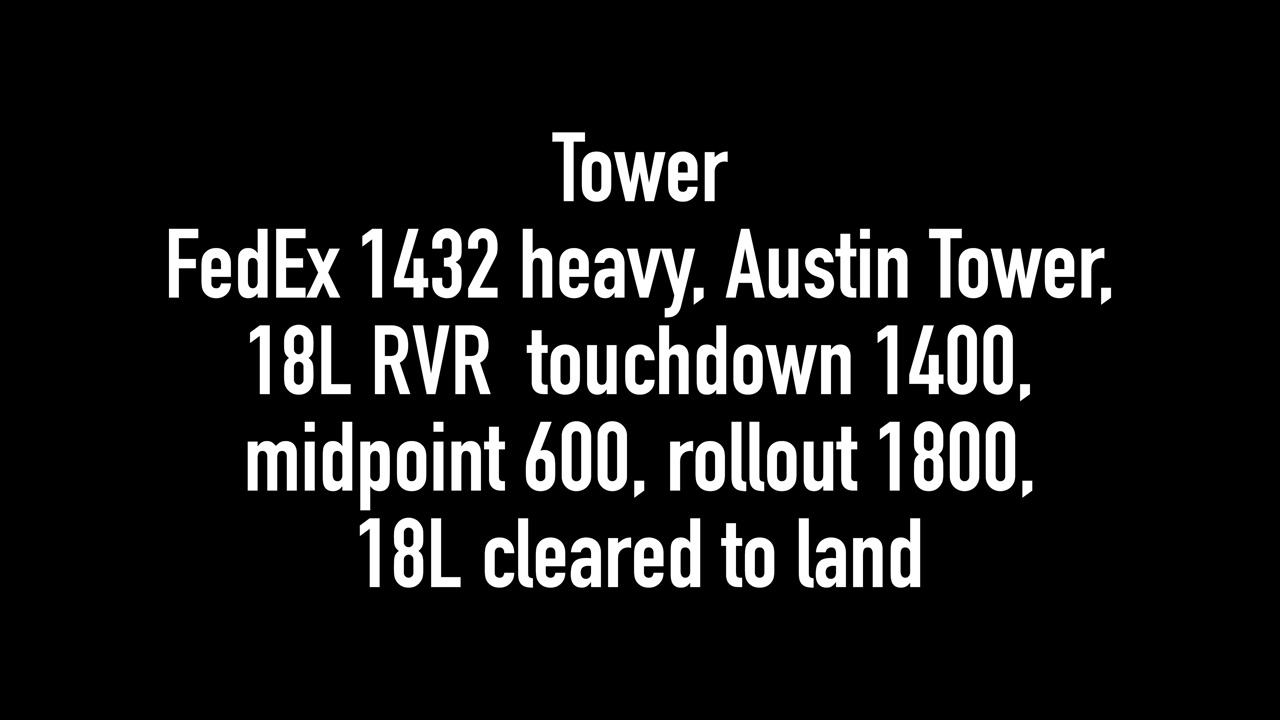 Tower
FedEx 1432 heavy, Austin Tower,
18L RVR  touchdown 1400,
midpoint 600, rollout 1800,
18L cleared to land